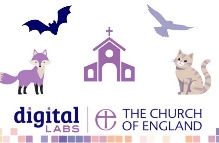 digital
LABS
THE CHURCH
OF ENGLAND